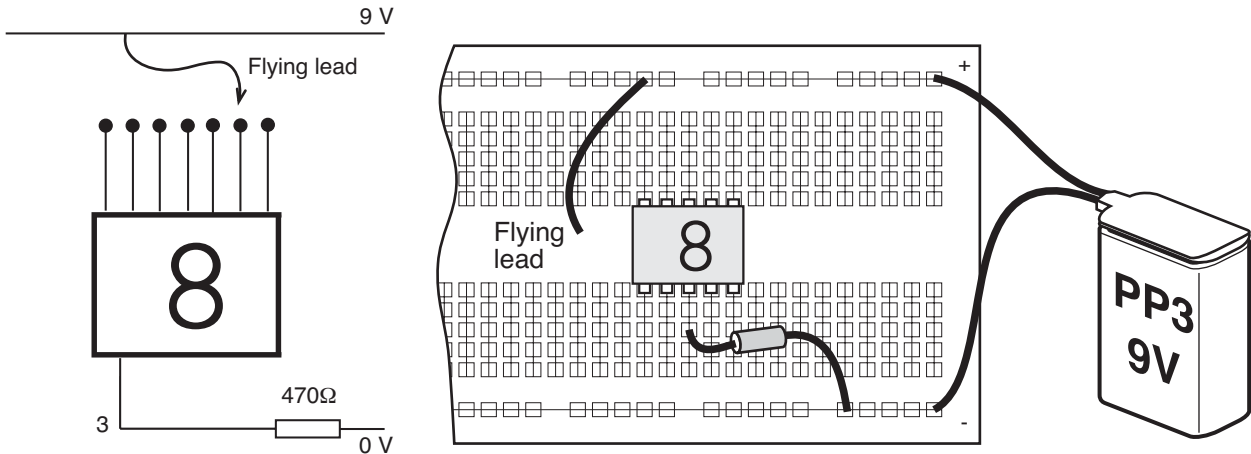 9 V
Flying lead
8
3
470Ω
0 V
+
Flying
lead
8
-
PP3
9V